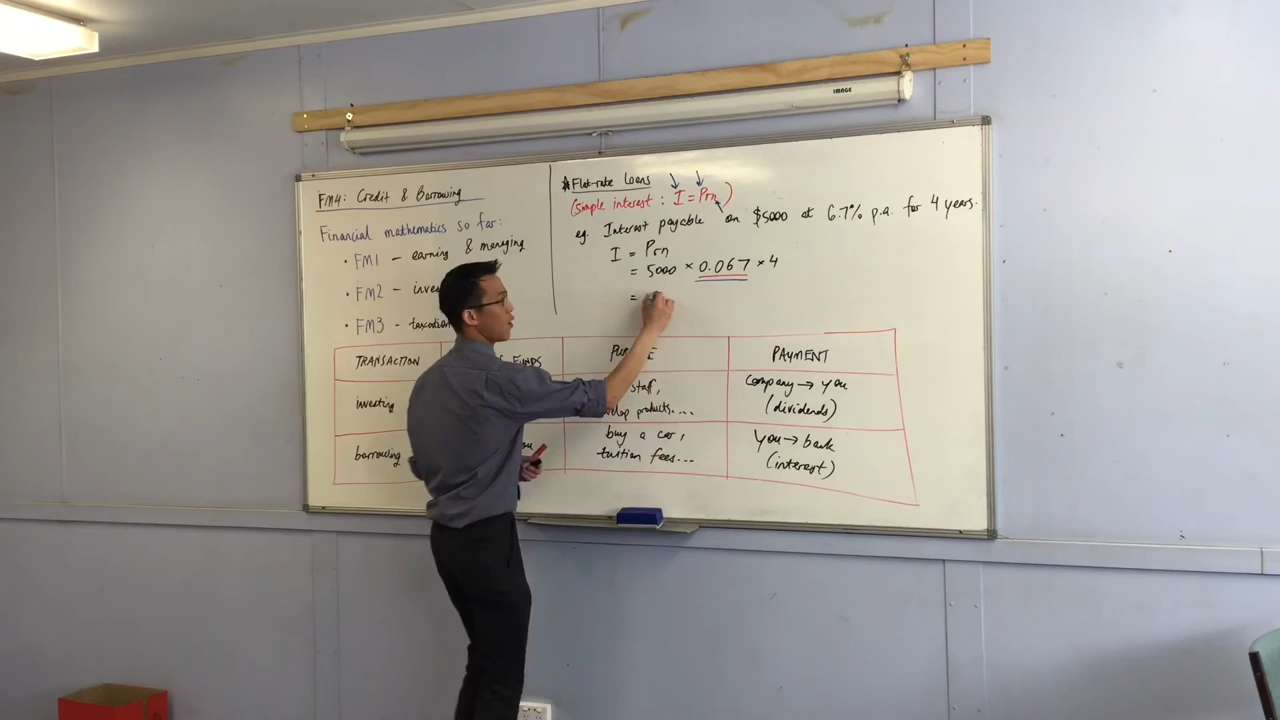 IMAGE
FM4: Credit & Borrowing
Financial mathematics so far:
• FM1 – earning & managing
• FM2 –
• FM3 –
* Flat-rate loans
(simple interest : I = Prn)
eg. Interest payable on $5000 at 6.7% p.a. for 4 years.
I = Prn
= 5000 × 0.067 × 4
=
TRANSACTION
PAYMENT
investing
staff,
products....
company → you
(dividends)
borrowing
buy a car,
tuition fees...
you → bank
(interest)